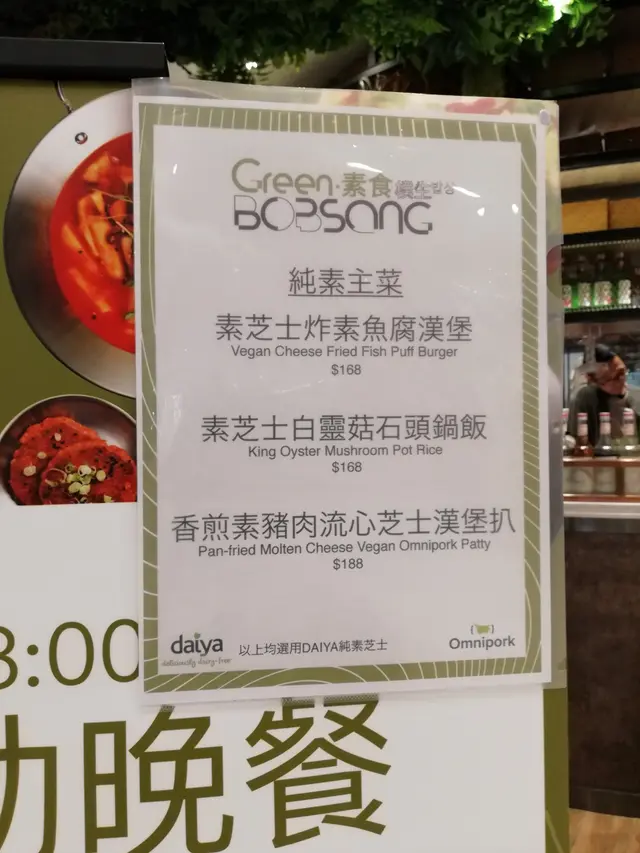 Green·素食
BOBSANG
純素主菜
素芝士炸素魚腐漢堡
Vegan Cheese Fried Fish Puff Burger
$168
素芝士白靈菇石頭鍋飯
King Oyster Mushroom Pot Rice
$168
香煎素豬肉流心芝士漢堡扒
Pan-fried Molten Cheese Vegan Omnipork Patty
$188
daiya
deliciously dairy-free
以上均選用DAIYA純素芝士
Omnipork
8:00
晚餐